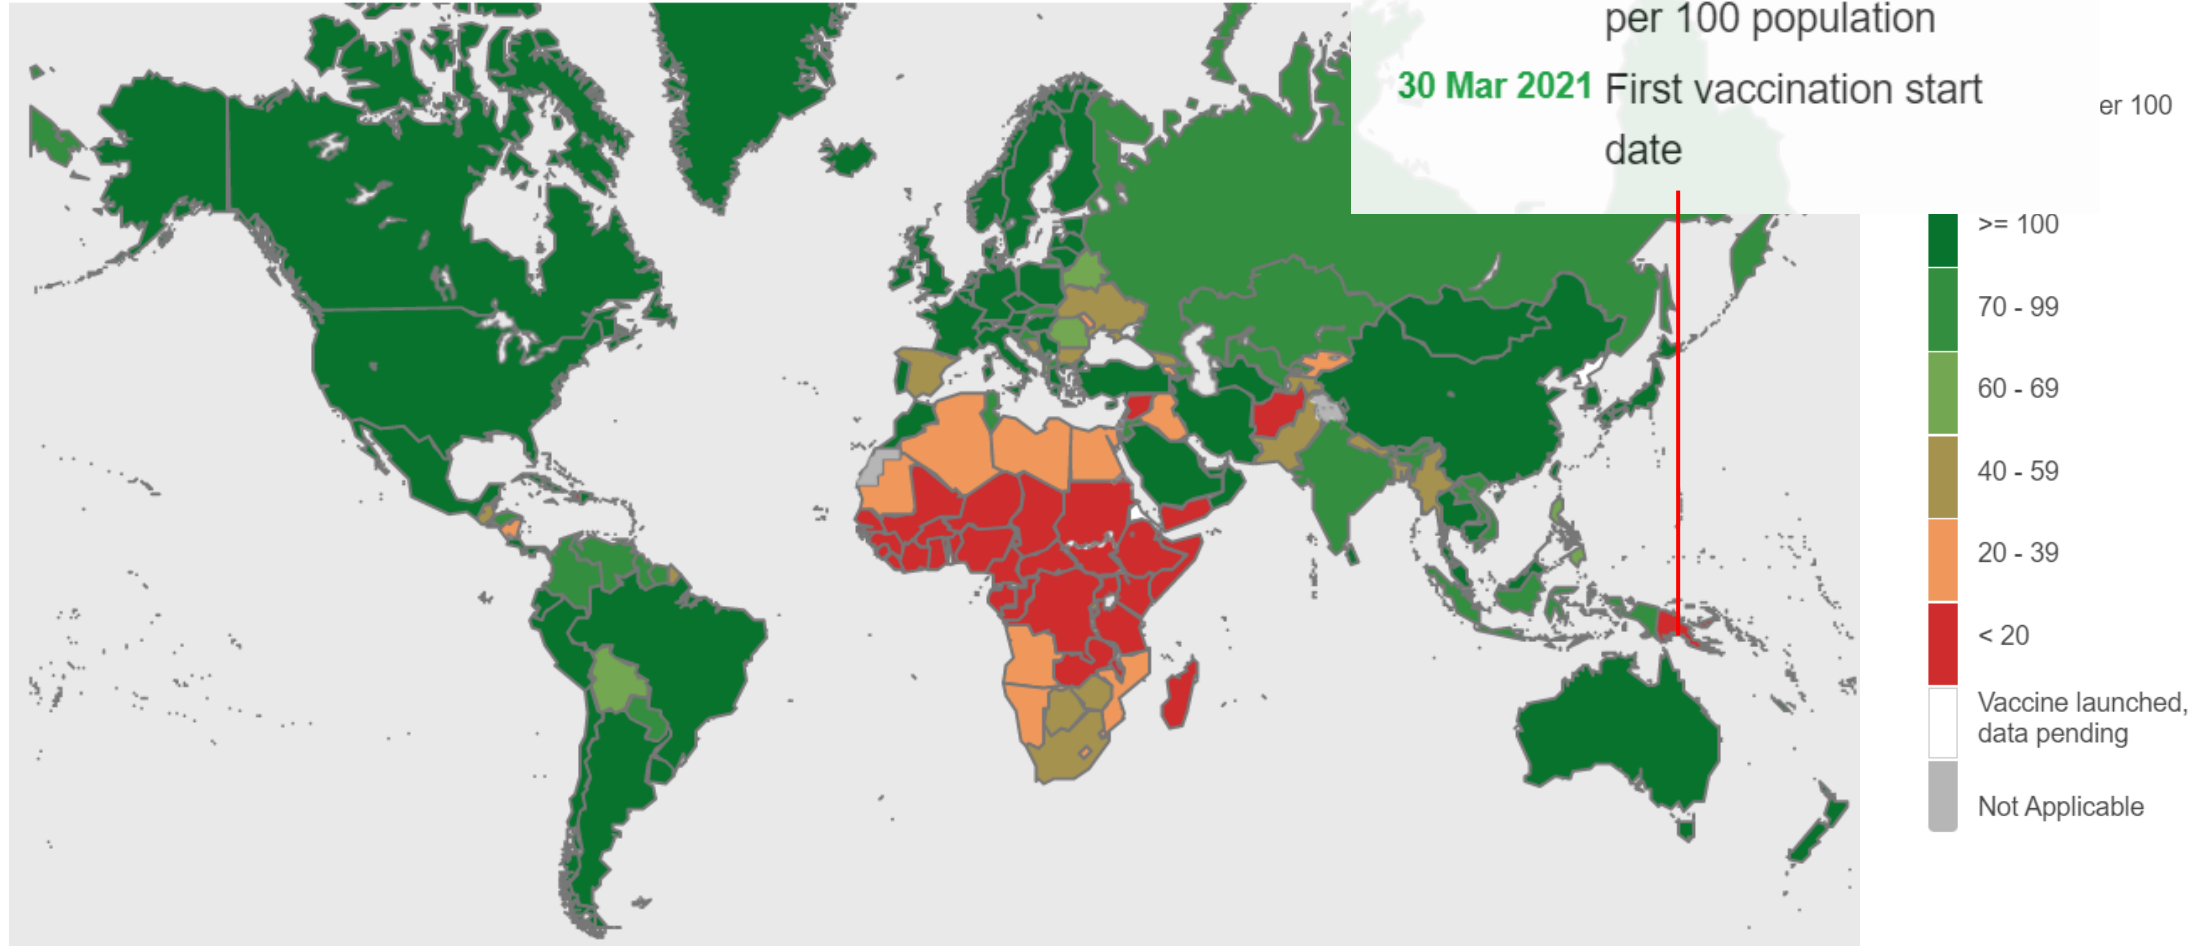 per 100 population
30 Mar 2021 First vaccination start
date
er 100
>= 100
70 - 99
60 - 69
40 - 59
20 - 39
< 20
Vaccine launched,
data pending
Not Applicable